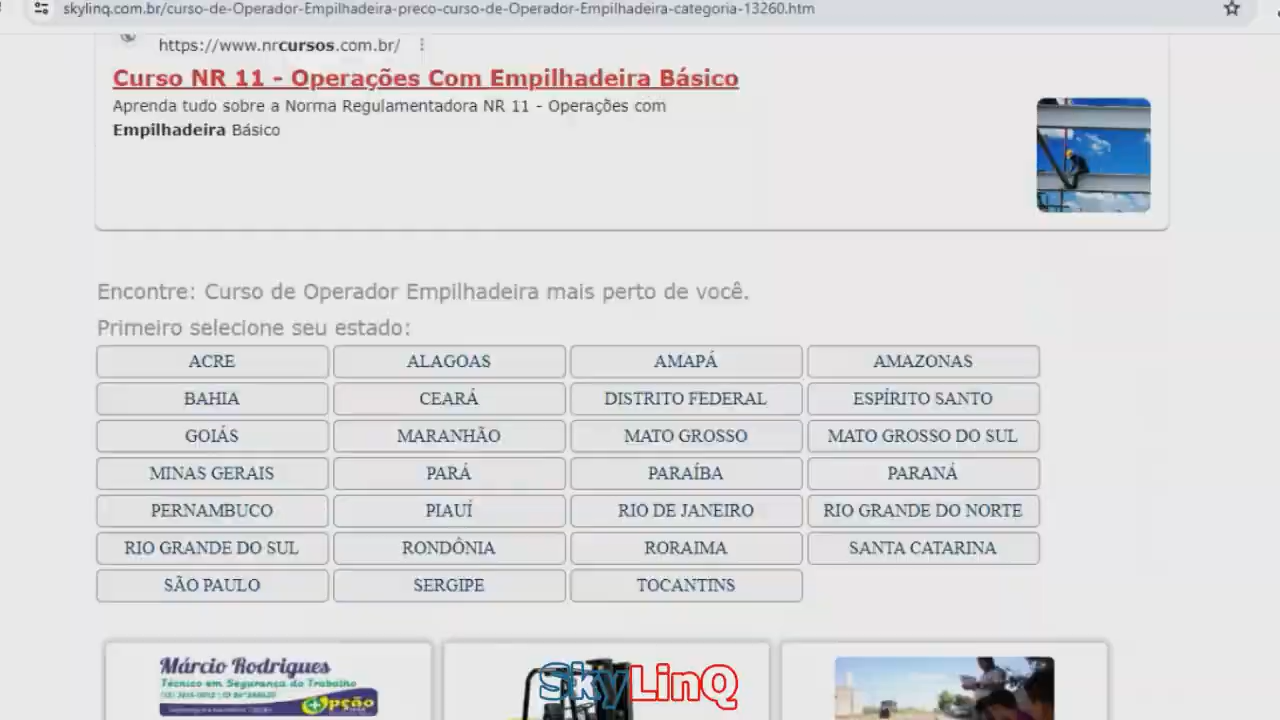 skylinq.com.br/curso-de-Operador-Empilhadeira-preco-curso-de-Operador-Empilhadeira-categoria-13260.htm
https://www.nrcursos.com.br/
Curso NR 11 - Operações Com Empilhadeira Básico
Aprenda tudo sobre a Norma Regulamentadora NR 11 - Operações com
Empilhadeira Básico
Encontre: Curso de Operador Empilhadeira mais perto de você.
Primeiro selecione seu estado:
ACRE ALAGOAS AMAPÁ AMAZONAS
BAHIA CEARÁ DISTRITO FEDERAL ESPÍRITO SANTO
GOIÁS MARANHÃO MATO GROSSO MATO GROSSO DO SUL
MINAS GERAIS PARÁ PARAÍBA PARANÁ
PERNAMBUCO PIAUÍ RIO DE JANEIRO RIO GRANDE DO NORTE
RIO GRANDE DO SUL RONDÔNIA RORAIMA SANTA CATARINA
SÃO PAULO SERGIPE TOCANTINS
Márcio Rodrigues
Técnico em Segurança do Trabalho
Opção
SkyLinQ